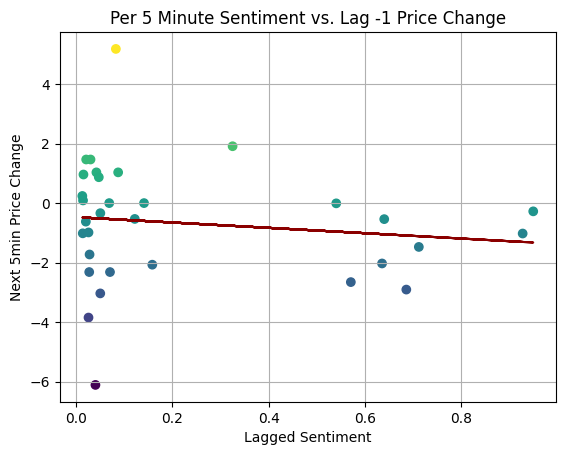 Per 5 Minute Sentiment vs. Lag -1 Price Change
Next 5min Price Change
4
2
0
−2
−4
−6
0.0 0.2 0.4 0.6 0.8
Lagged Sentiment